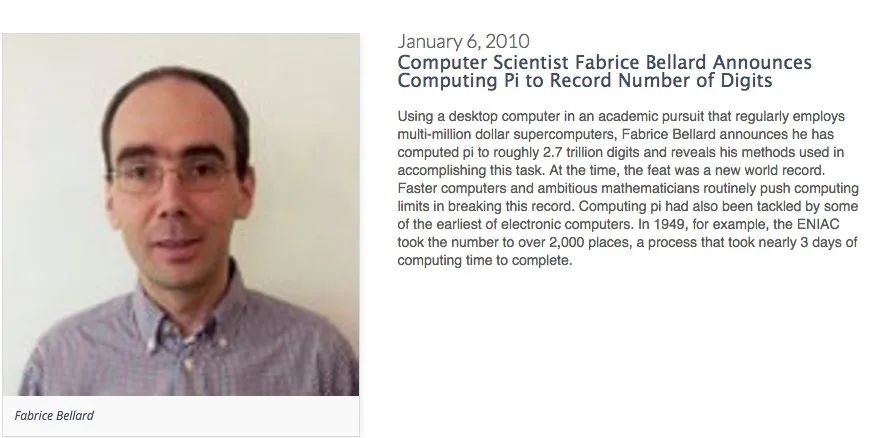 January 6, 2010
Computer Scientist Fabrice Bellard Announces
Computing Pi to Record Number of Digits
Using a desktop computer in an academic pursuit that regularly employs
multi-million dollar supercomputers, Fabrice Bellard announces he has
computed pi to roughly 2.7 trillion digits and reveals his methods used in
accomplishing this task. At the time, the feat was a new world record.
Faster computers and ambitious mathematicians routinely push computing
limits in breaking this record. Computing pi had also been tackled by some
of the earliest of electronic computers. In 1949, for example, the ENIAC
took the number to over 2,000 places, a process that took nearly 3 days of
computing time to complete.
Fabrice Bellard